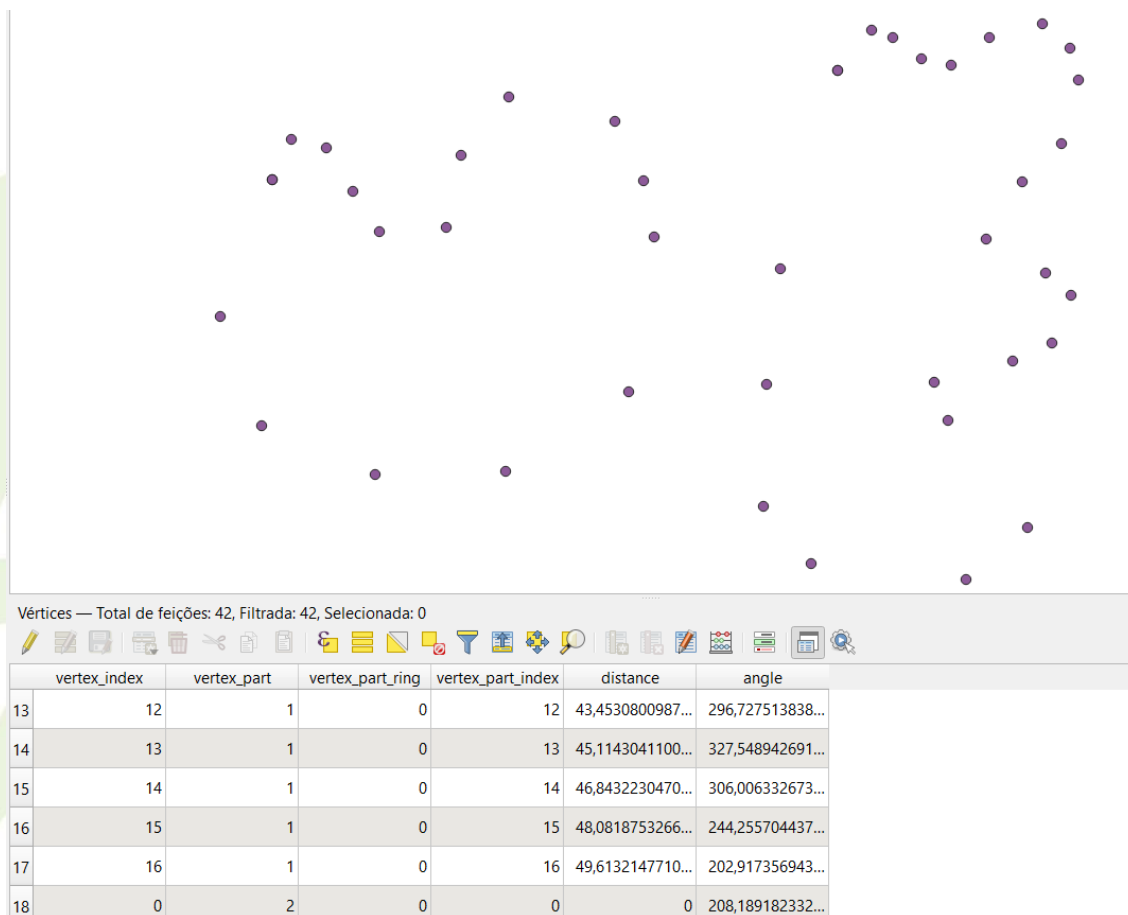 Vértices — Total de feições: 42, Filtrada: 42, Selecionada: 0
vertex_index vertex_part vertex_part_ring vertex_part_index distance angle
13 12 1 0 12 43,4530800987... 296,727513838...
14 13 1 0 13 45,1143041100... 327,548942691...
15 14 1 0 14 46,8432230470... 306,006332673...
16 15 1 0 15 48,0818753266... 244,255704437...
17 16 1 0 16 49,6132147710... 202,917356943...
18 0 2 0 0 0 208,189182332...